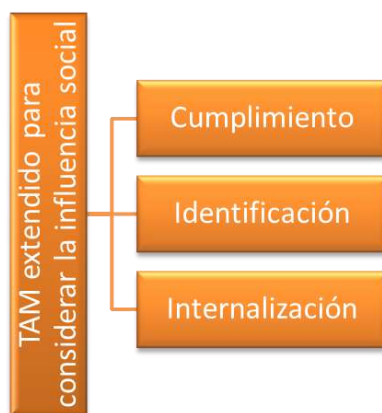 TAM extendido para
considerar la influencia social
Cumplimiento
Identificación
Internalización